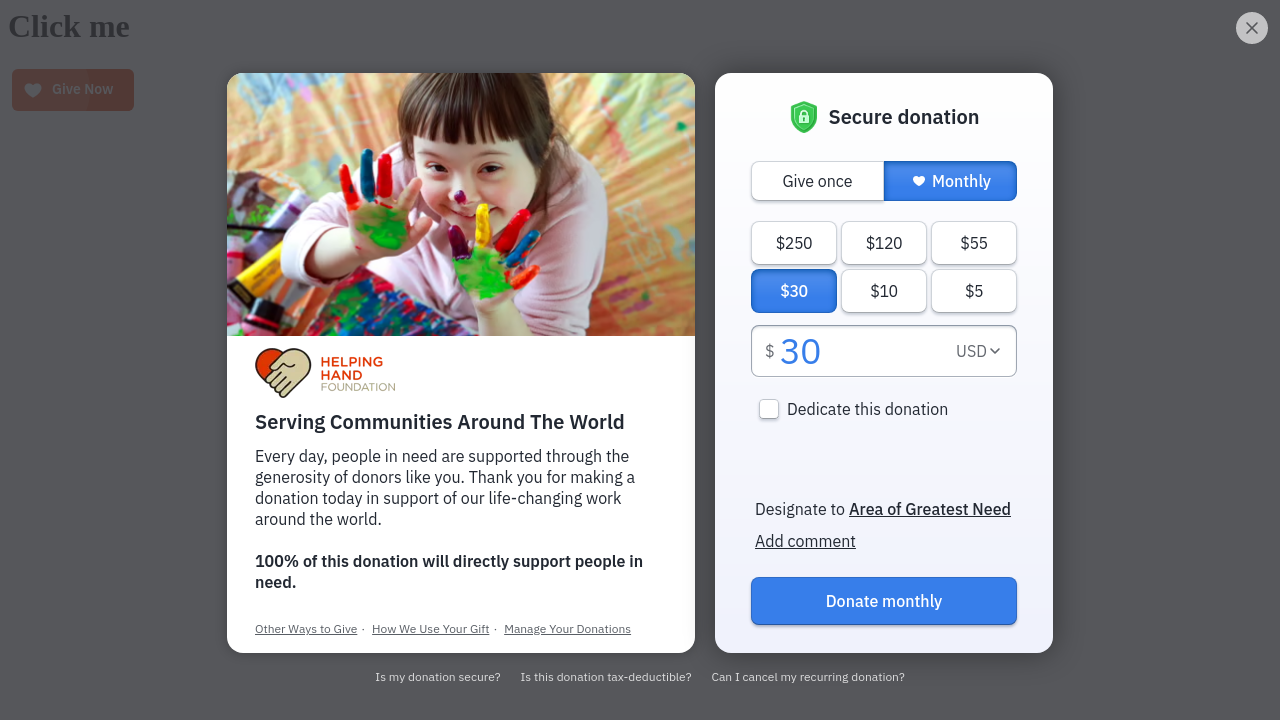 Click me
Give Now
HELPING
HAND
FOUNDATION
Serving Communities Around The World
Every day, people in need are supported through the
generosity of donors like you. Thank you for making a
donation today in support of our life-changing work
around the world.
100% of this donation will directly support people in
need.
Other Ways to Give · How We Use Your Gift · Manage Your Donations
Secure donation
Give once Monthly
$250 $120 $55
$30 $10 $5
$ 30 USD
Dedicate this donation
Designate to Area of Greatest Need
Add comment
Donate monthly
Is my donation secure? Is this donation tax-deductible? Can I cancel my recurring donation?